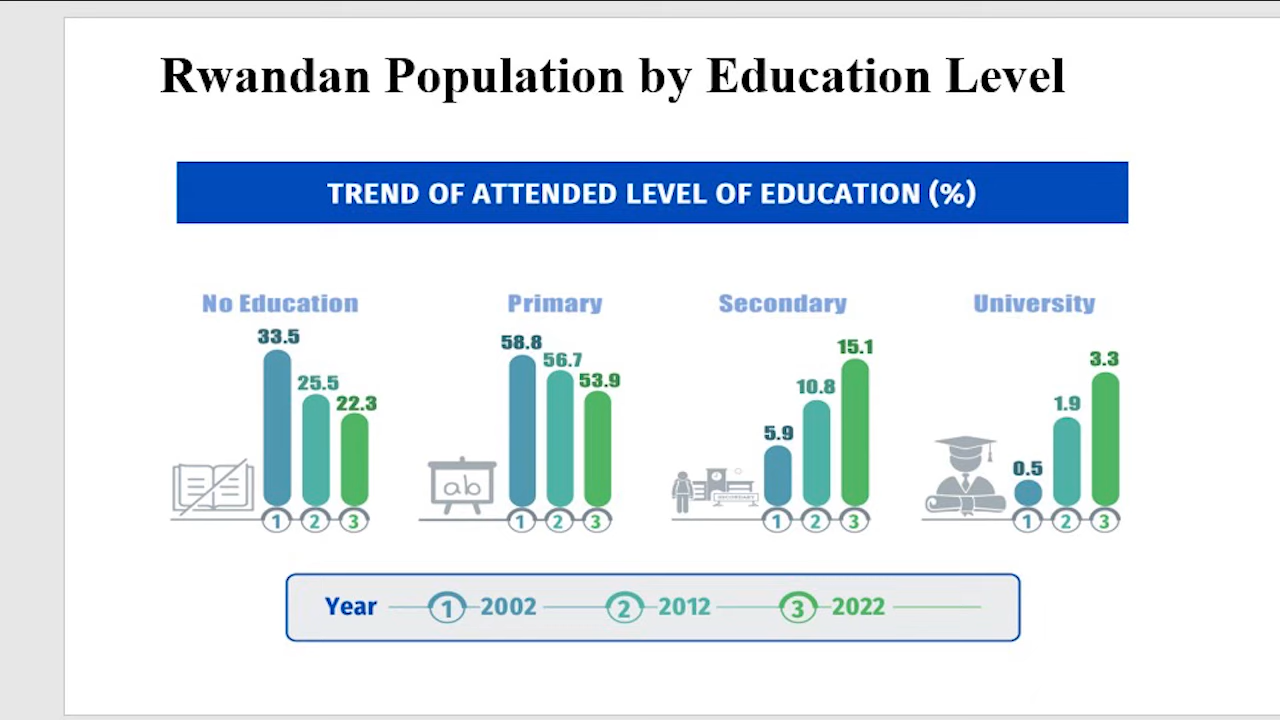 Rwandan Population by Education Level
TREND OF ATTENDED LEVEL OF EDUCATION (%)
No Education
33.5
25.5
22.3
1 2 3
Primary
58.8
56.7
53.9
ab
1 2 3
Secondary
5.9
10.8
15.1
SECONDARY
1 2 3
University
0.5
1.9
3.3
1 2 3
Year 1 2002 2 2012 3 2022